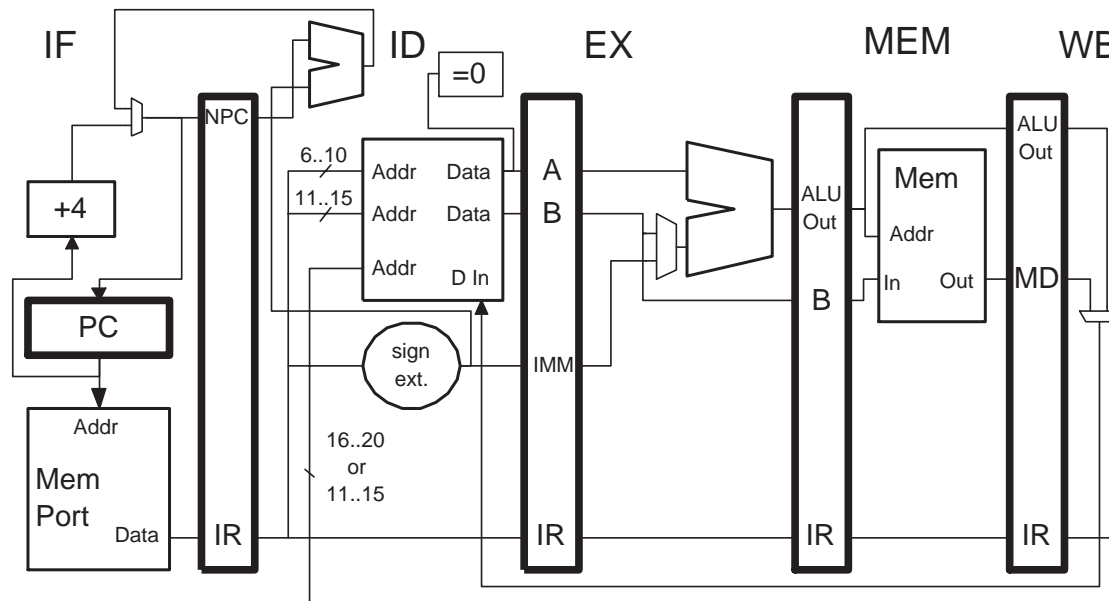 IF
ID
EX
MEM
WB
=0
NPC
+4
PC
Addr
Mem
Port
Data
IR
6..10
11..15
Addr
Data
Addr
Data
Addr
D In
sign
ext.
16..20
or
11..15
A
B
IMM
IR
ALU
Out
B
IR
Mem
Addr
In
Out
ALU
Out
MD
IR